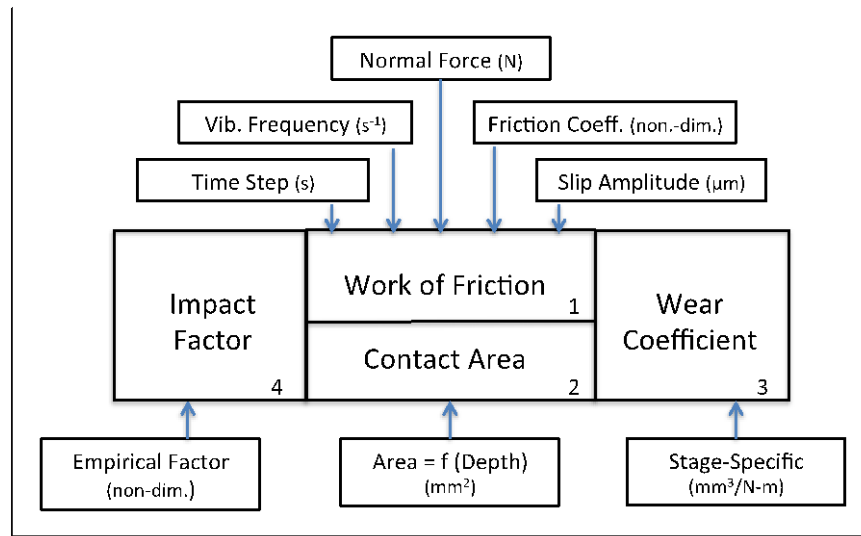 Normal Force (N)
Vib. Frequency (s⁻¹)
Friction Coeff. (non.-dim.)
Time Step (s)
Slip Amplitude (μm)
Impact
Factor
4
Work of Friction
1
Contact Area
2
Wear
Coefficient
3
Empirical Factor
(non-dim.)
Area = f (Depth)
(mm²)
Stage-Specific
(mm³/N-m)